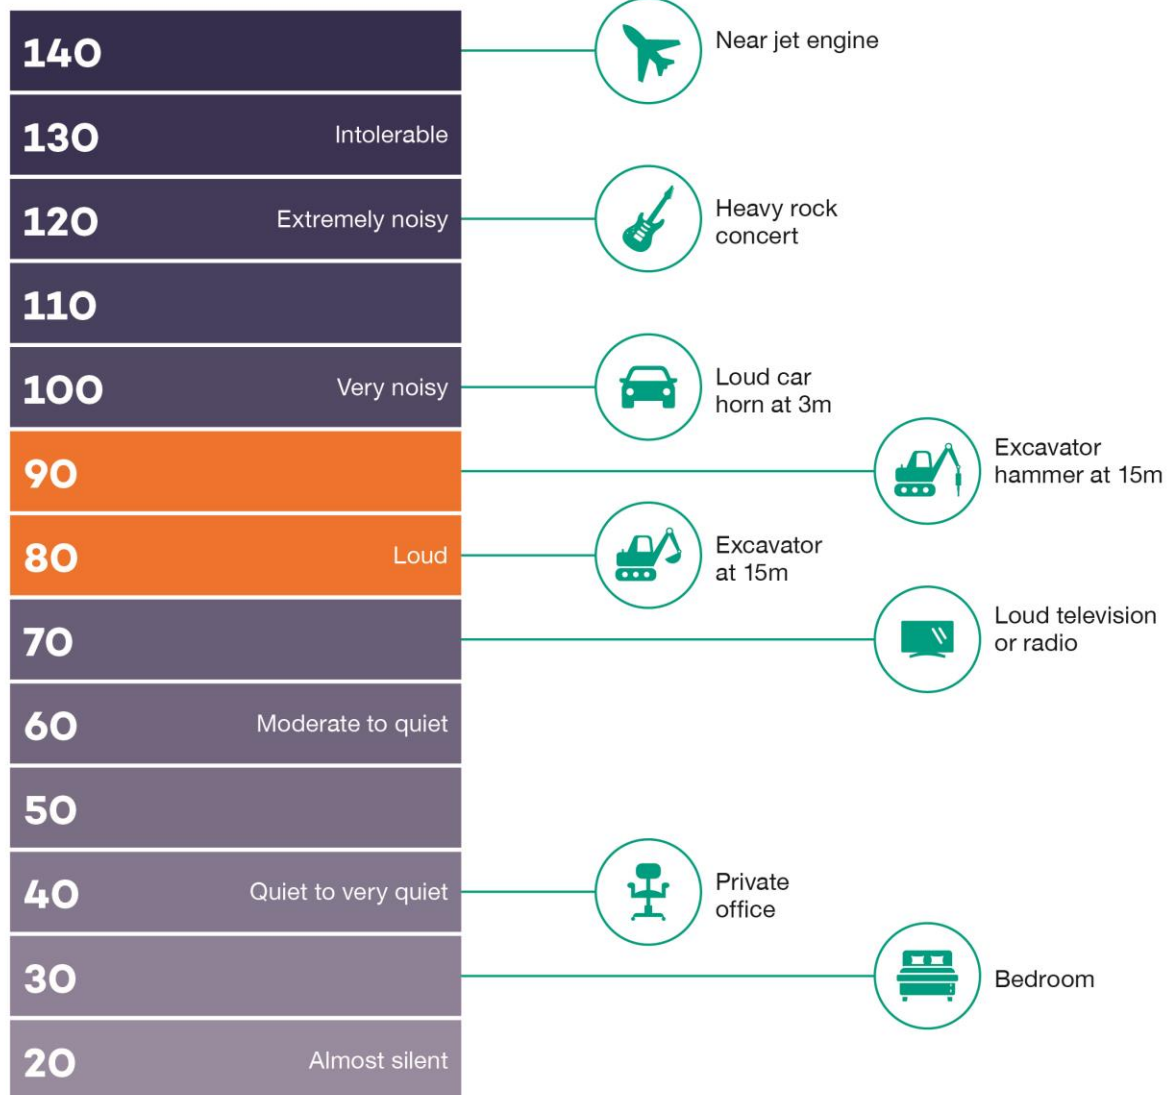 140
Near jet engine
130
Intolerable
120
Extremely noisy
Heavy rock
concert
110
100
Very noisy
Loud car
horn at 3m
90
Excavator
hammer at 15m
80
Loud
Excavator
at 15m
70
Loud television
or radio
60
Moderate to quiet
50
40
Quiet to very quiet
Private
office
30
Bedroom
20
Almost silent